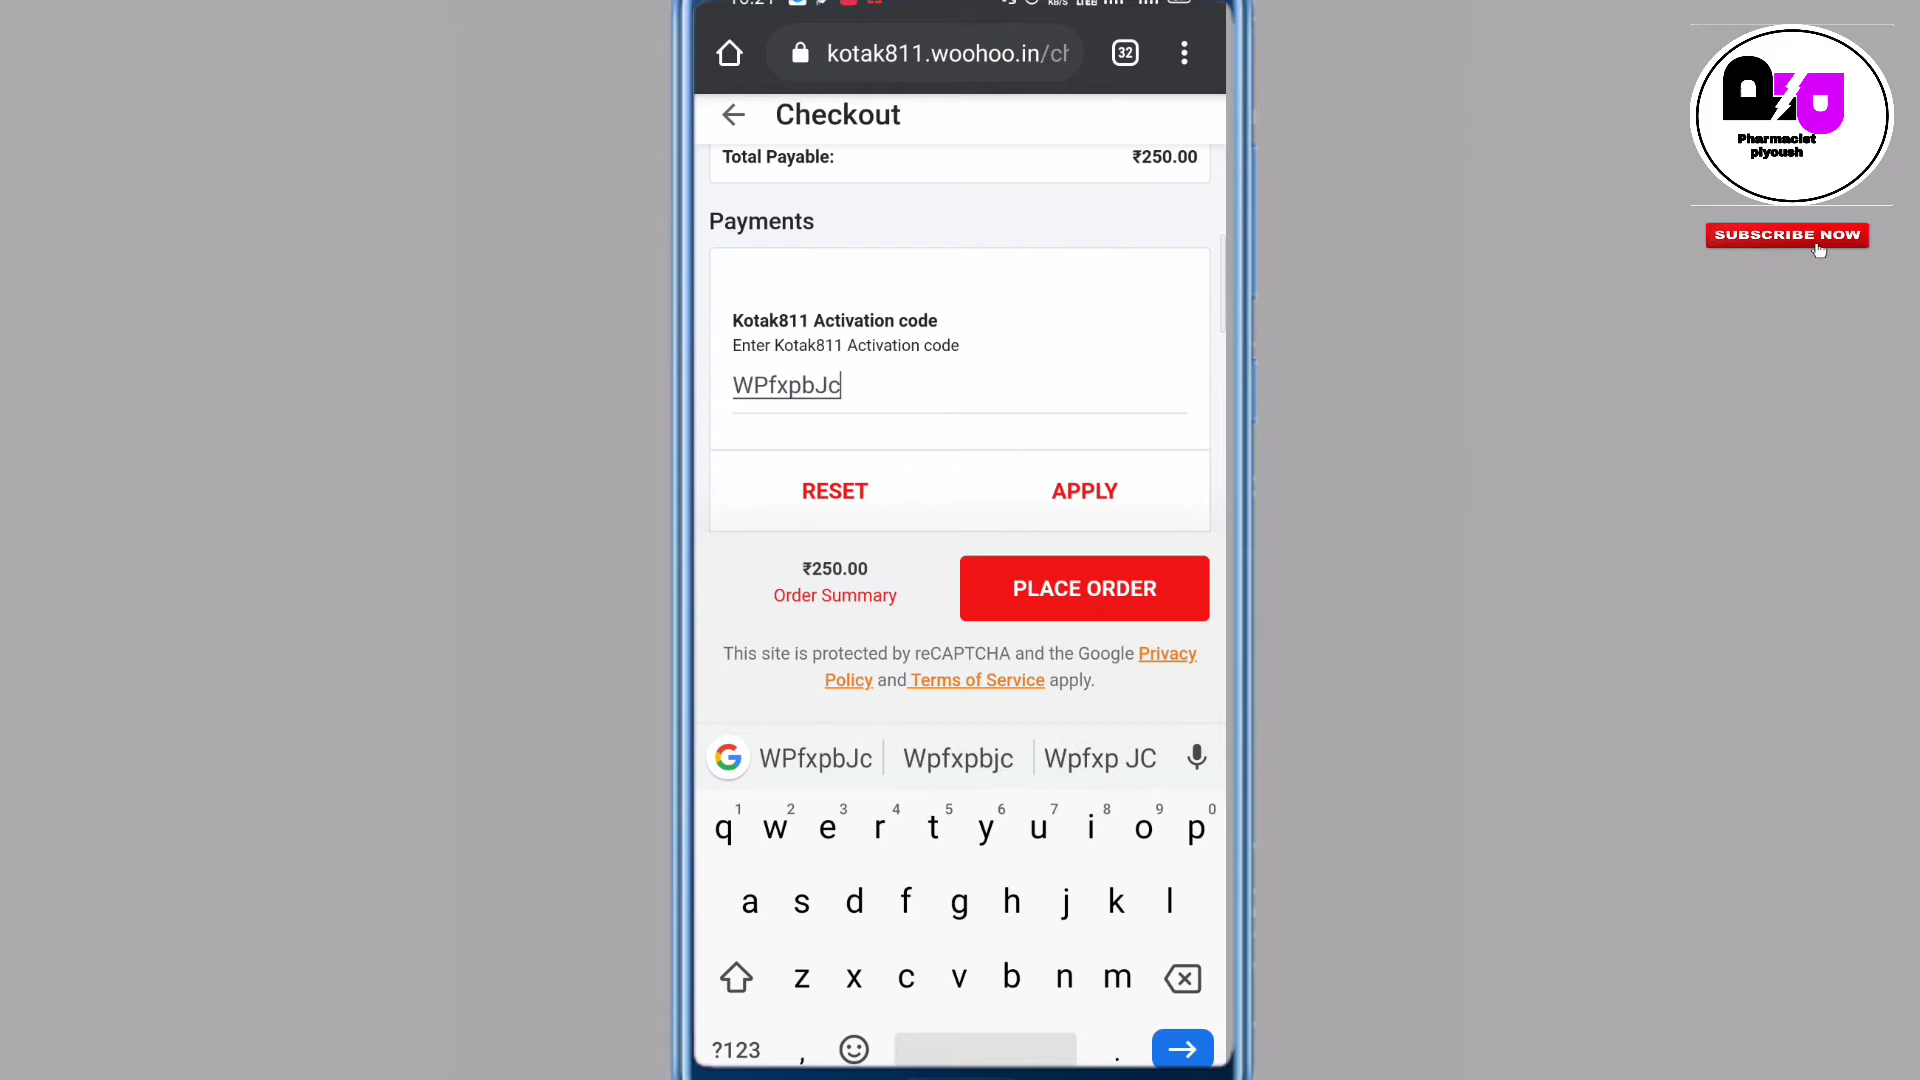 kotak811.woohoo.in/ch
32
Checkout
Total Payable: ₹250.00
Payments
Kotak811 Activation code
Enter Kotak811 Activation code
WPfxpbJc
RESET APPLY
₹250.00
Order Summary
PLACE ORDER
This site is protected by reCAPTCHA and the Google Privacy
Policy and Terms of Service apply.
WPfxpbJc Wpfxpbjc Wpfxp JC
1 2 3 4 5 6 7 8 9 0
q w e r t y u i o p
a s d f g h j k l
z x c v b n m
?123 , .
Pharmacist
piyoush
SUBSCRIBE NOW